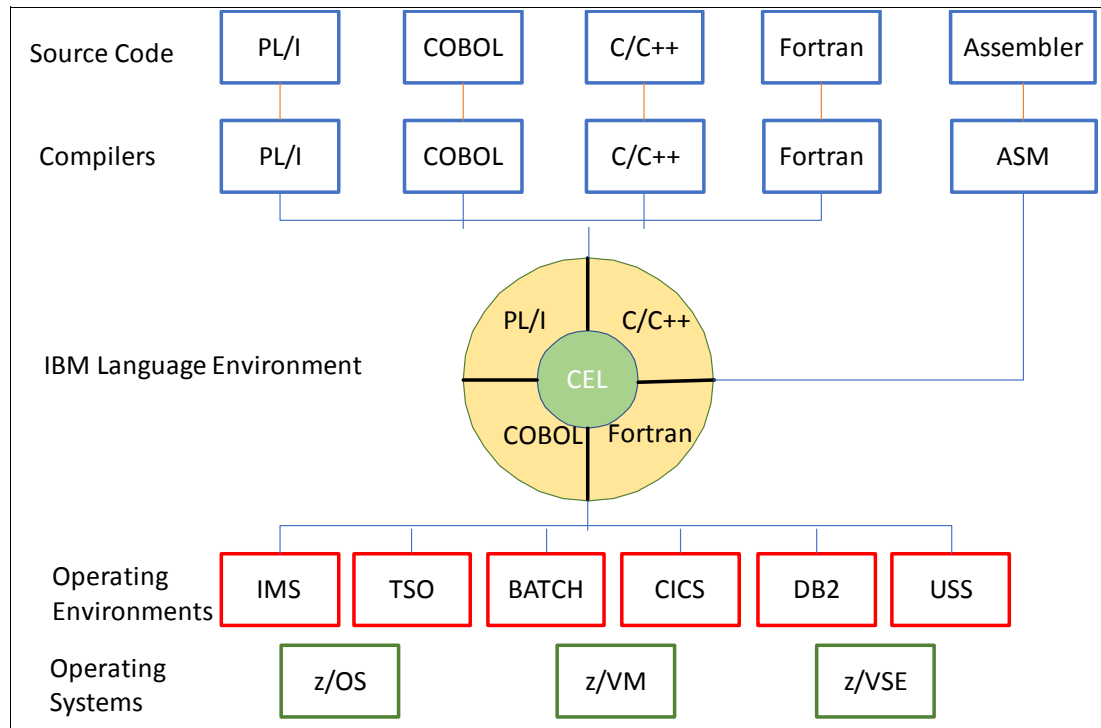 Source Code
PL/I
COBOL
C/C++
Fortran
Assembler
Compilers
PL/I
COBOL
C/C++
Fortran
ASM
IBM Language Environment
PL/I
C/C++
CEL
COBOL
Fortran
Operating
Environments
IMS
TSO
BATCH
CICS
DB2
USS
Operating
Systems
z/OS
z/VM
z/VSE